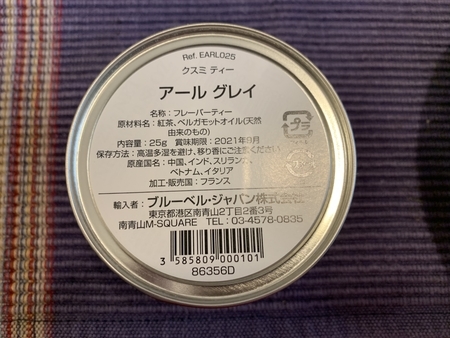 Ref. EARL025
クスミ ティー
アール グレイ
名称：フレーバーティー
原材料名：紅茶、ベルガモットオイル(天然
由来のもの)
内容量：25g 賞味期限：2021年9月
保存方法：高温多湿を避け、移り香にご注意ください
原産国名：中国、インド、スリランカ、
ベトナム、イタリア
加工・販売国：フランス
プラ
輸入者：ブルーベル・ジャパン株式会社
東京都港区南青山2丁目2番3号
南青山M-SQUARE TEL：03-4578-0835
3 585809 000101
86356D